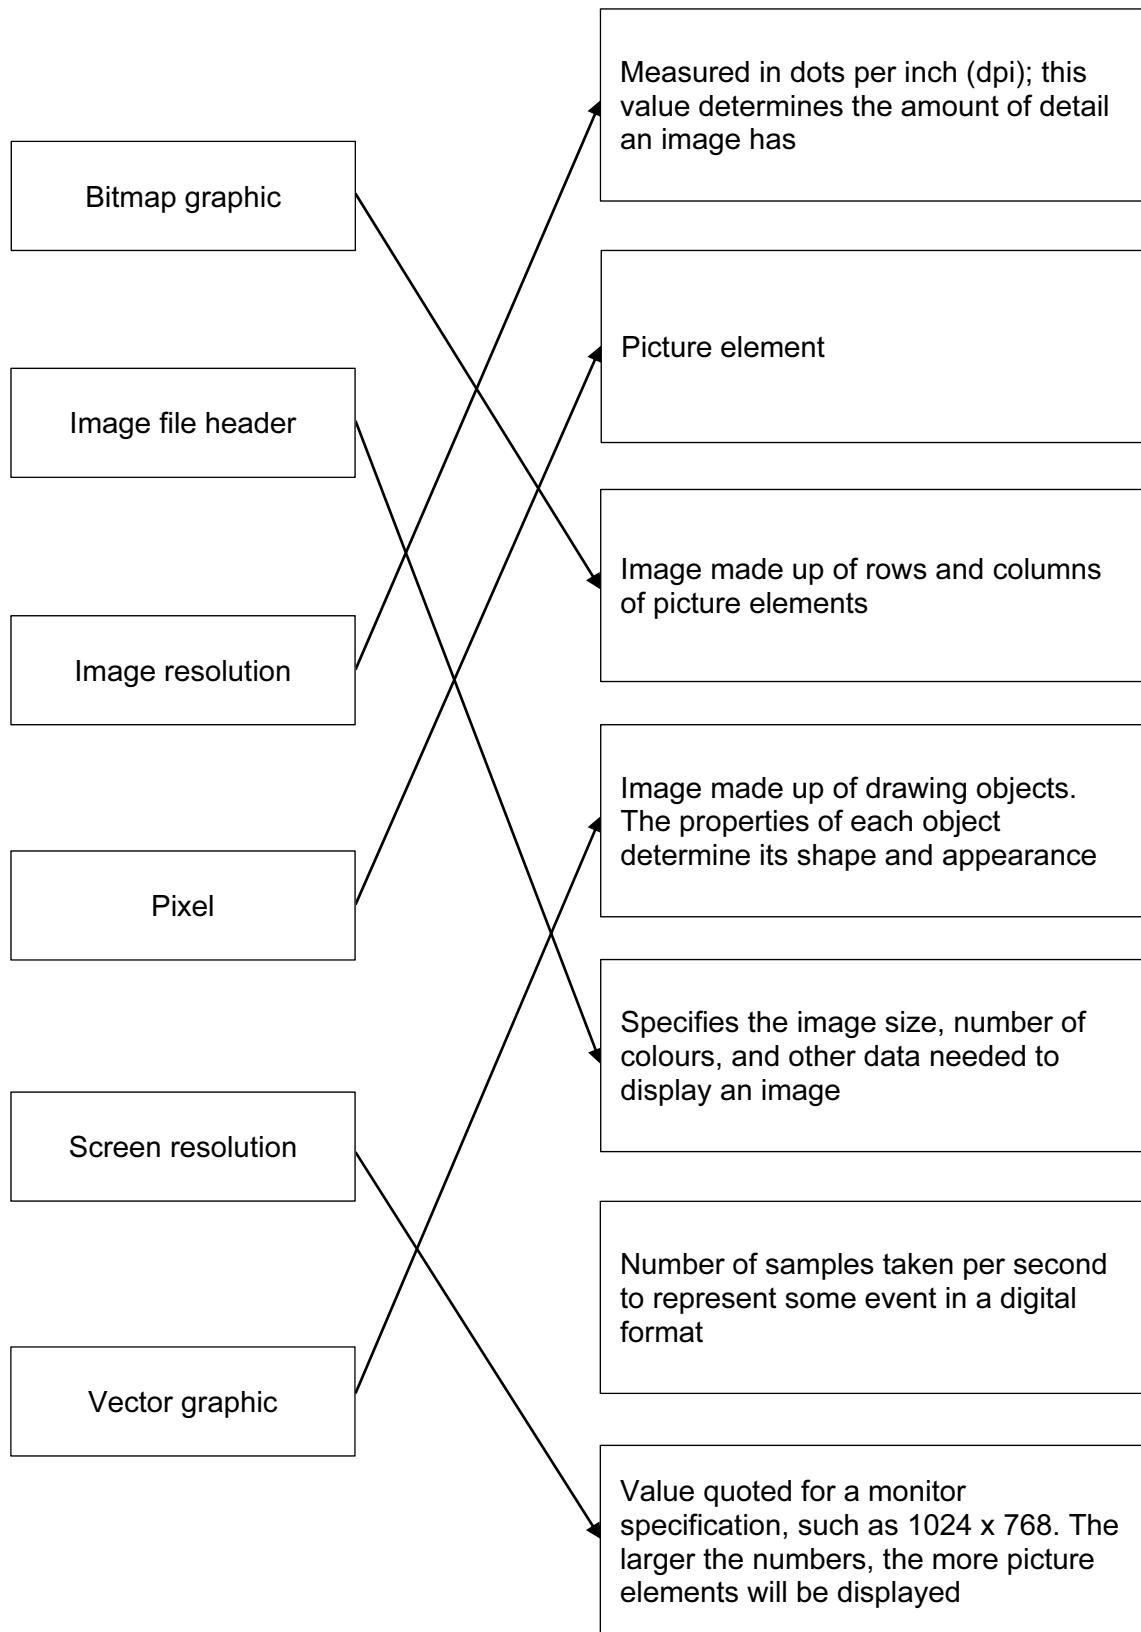 Measured in dots per inch (dpi); this
value determines the amount of detail
an image has
Bitmap graphic
Picture element
Image file header
Image made up of rows and columns
of picture elements
Image resolution
Image made up of drawing objects.
The properties of each object
determine its shape and appearance
Pixel
Specifies the image size, number of
colours, and other data needed to
display an image
Screen resolution
Number of samples taken per second
to represent some event in a digital
format
Vector graphic
Value quoted for a monitor
specification, such as 1024 x 768. The
larger the numbers, the more picture
elements will be displayed